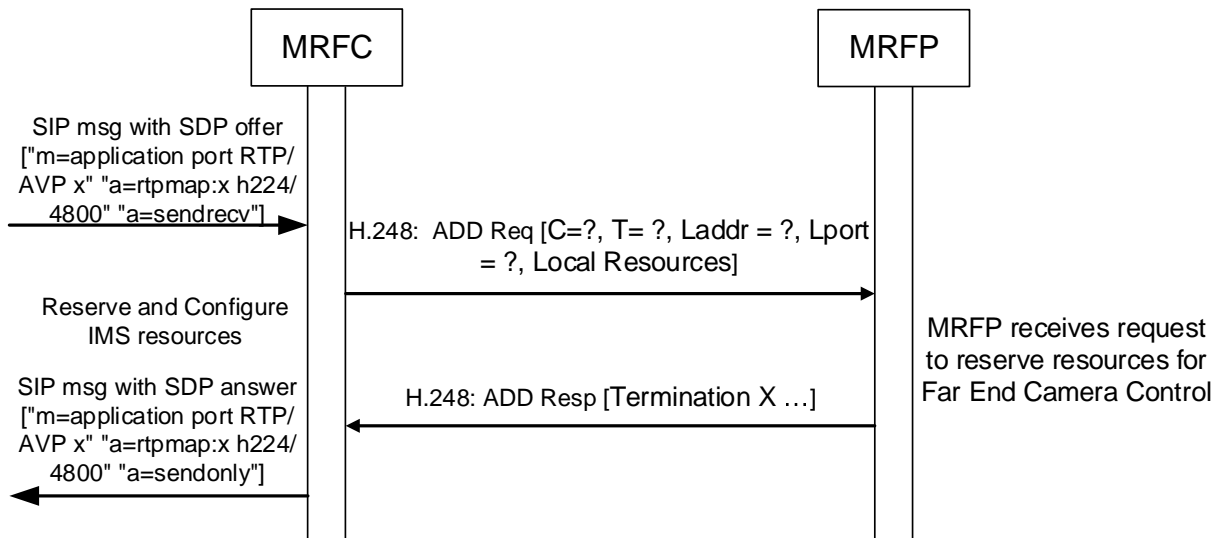 MRFC
MRFP
SIP msg with SDP offer
["m=application port RTP/
AVP x" "a=rtpmap:x h224/
4800" "a=sendrecv"]
H.248:  ADD Req [C=?, T= ?, Laddr = ?, Lport
= ?, Local Resources]
Reserve and Configure
IMS resources
MRFP receives request
to reserve resources for
Far End Camera Control
SIP msg with SDP answer
["m=application port RTP/
AVP x" "a=rtpmap:x h224/
4800" "a=sendonly"]
H.248: ADD Resp [Termination X …]